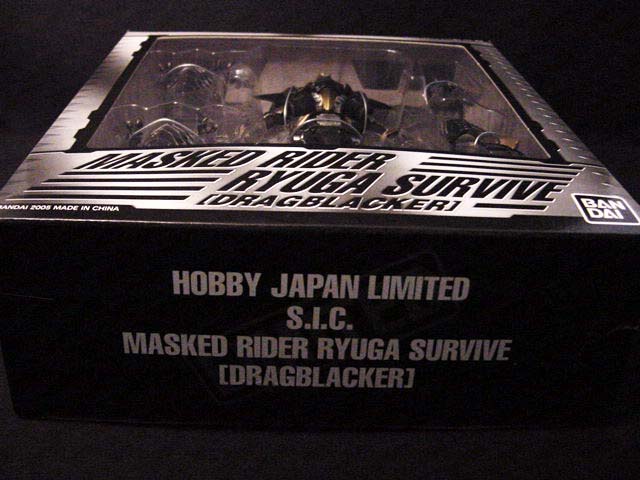 MASKED RIDER
RYUGA SURVIVE
[DRAGBLACKER]
BANDAI 2005 MADE IN CHINA
BAN
DAI
HOBBY JAPAN LIMITED
S.I.C.
MASKED RIDER RYUGA SURVIVE
[DRAGBLACKER]